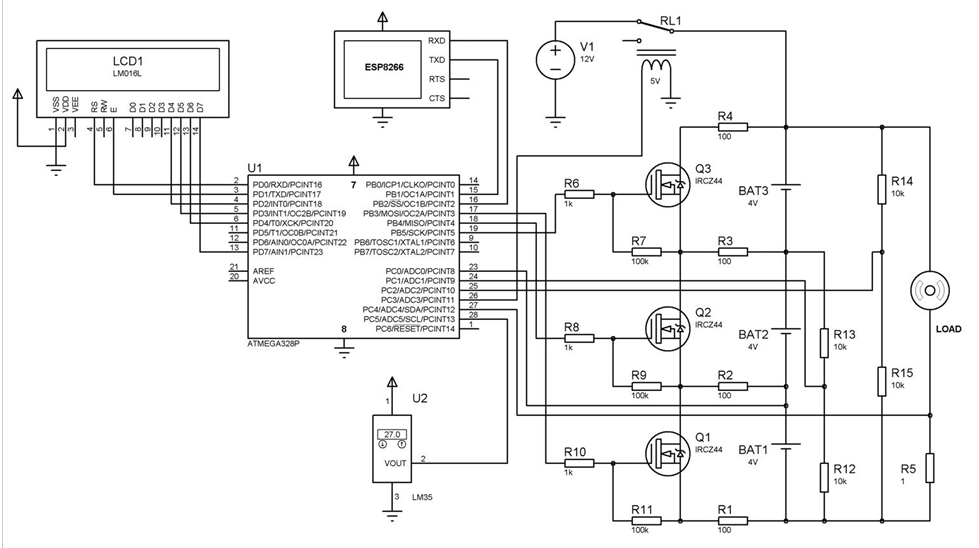 LCD1
LM016L
VSS VDD VEE RS RW E D0 D1 D2 D3 D4 D5 D6 D7
1 2 3 4 5 6 7 8 9 10 11 12 13 14
ESP8266
RXD
TXD
RTS
CTS
V1
12V
RL1
5V
U1
2 PD0/RXD/PCINT16
3 PD1/TXD/PCINT17
4 PD2/INT0/PCINT18
5 PD3/INT1/OC2B/PCINT19
6 PD4/T0/XCK/PCINT20
11 PD5/T1/OC0B/PCINT21
12 PD6/AIN0/OC0A/PCINT22
13 PD7/AIN1/PCINT23
21 AREF
20 AVCC
7
8
PB0/ICP1/CLKO/PCINT0 14
PB1/OC1A/PCINT1 15
PB2/SS/OC1B/PCINT2 16
PB3/MOSI/OC2A/PCINT3 17
PB4/MISO/PCINT4 18
PB5/SCK/PCINT5 19
PB6/TOSC1/XTAL1/PCINT6 9
PB7/TOSC2/XTAL2/PCINT7 10
PC0/ADC0/PCINT8 23
PC1/ADC1/PCINT9 24
PC2/ADC2/PCINT10 25
PC3/ADC3/PCINT11 26
PC4/ADC4/SDA/PCINT12 27
PC5/ADC5/SCL/PCINT13 28
PC6/RESET/PCINT14 1
ATMEGA328P
U2
1
27.0
VOUT 2
3
LM35
R4
100
Q3
IRCZ44
R6
1k
R7
100k
R3
100
BAT3
4V
R14
10k
Q2
IRCZ44
R8
1k
R9
100k
R2
100
BAT2
4V
R13
10k
R15
10k
LOAD
Q1
IRCZ44
R10
1k
R11
100k
R1
100
BAT1
4V
R12
10k
R5
1